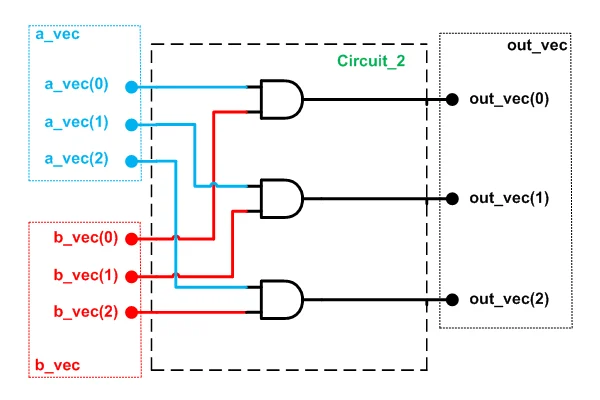 a_vec
a_vec(0)
a_vec(1)
a_vec(2)
b_vec(0)
b_vec(1)
b_vec(2)
b_vec
Circuit_2
out_vec
out_vec(0)
out_vec(1)
out_vec(2)